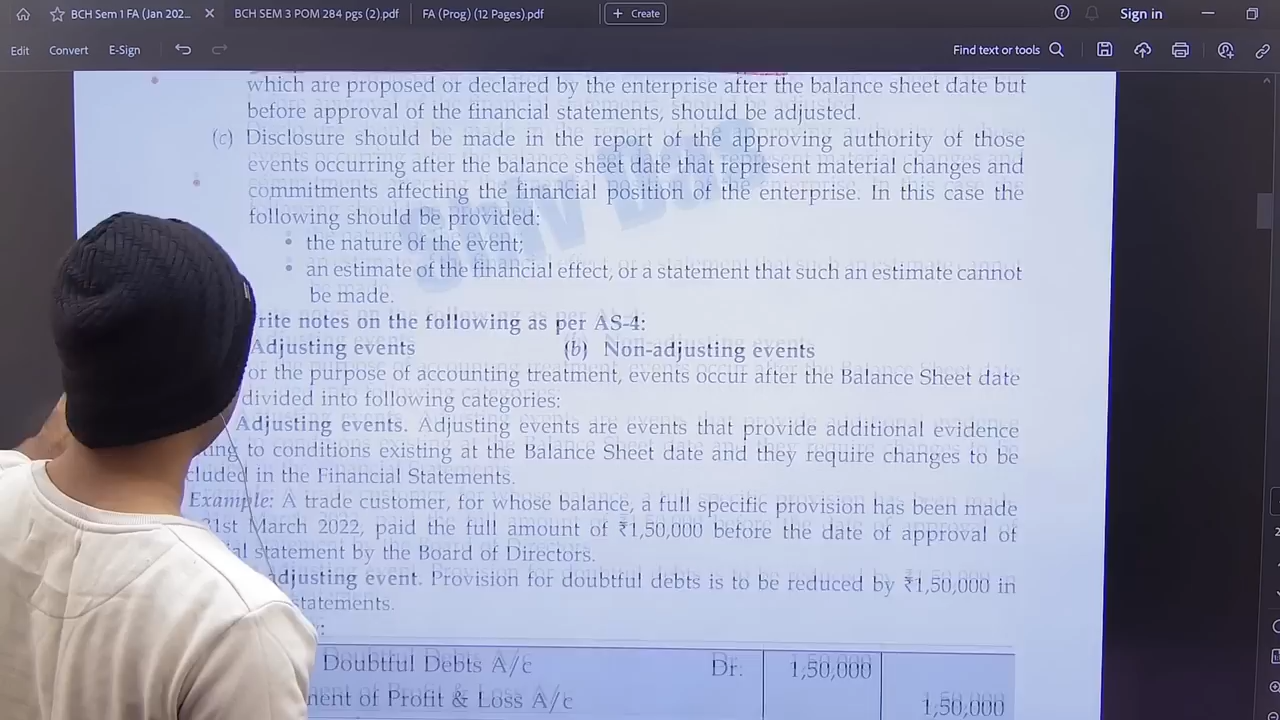 BCH Sem 1 FA (Jan 202...
BCH SEM 3 POM 284 pgs (2).pdf
FA (Prog) (12 Pages).pdf
+ Create
Sign in
Edit
Convert
E-Sign
Find text or tools
which are proposed or declared by the enterprise after the balance sheet date but
before approval of the financial statements, should be adjusted.
(c) Disclosure should be made in the report of the approving authority of those
events occurring after the balance sheet date that represent material changes and
commitments affecting the financial position of the enterprise. In this case the
following should be provided:
• the nature of the event;
• an estimate of the financial effect, or a statement that such an estimate cannot
be made.
rite notes on the following as per AS-4:
Adjusting events (b) Non-adjusting events
or the purpose of accounting treatment, events occur after the Balance Sheet date
divided into following categories:
Adjusting events. Adjusting events are events that provide additional evidence
ting to conditions existing at the Balance Sheet date and they require changes to be
cluded in the Financial Statements.
Example: A trade customer, for whose balance, a full specific provision has been made
31st March 2022, paid the full amount of ₹1,50,000 before the date of approval of
ial statement by the Board of Directors.
adjusting event. Provision for doubtful debts is to be reduced by ₹1,50,000 in
statements.
:
Doubtful Debts A/c Dr. 1,50,000
ment of Profit & Loss A/c 1,50,000